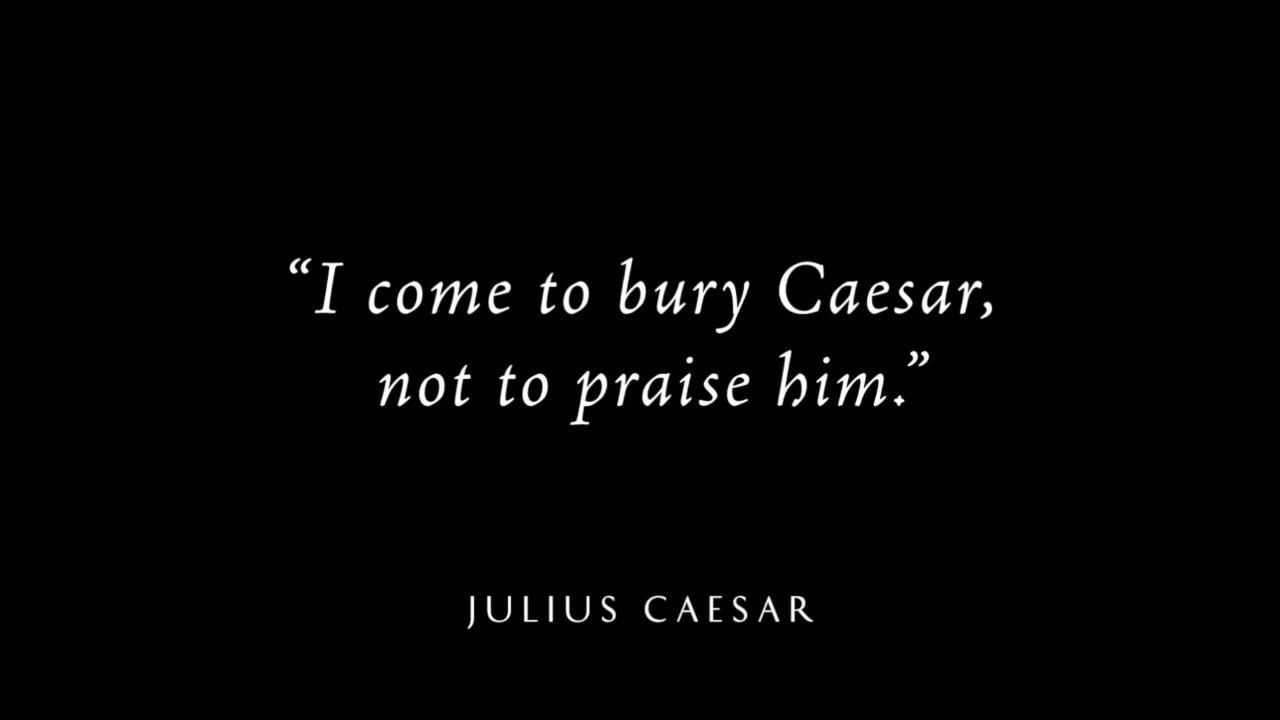 “I come to bury Caesar,
not to praise him.”
JULIUS CAESAR